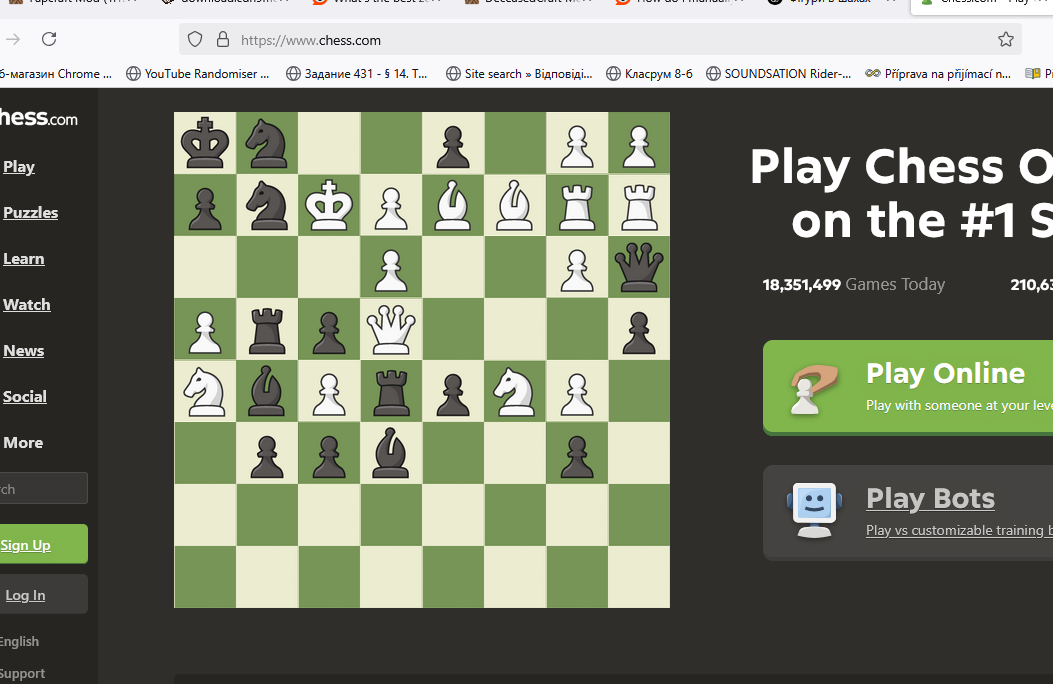 https://www.chess.com
б-магазин Chrome ...
YouTube Randomiser ...
Задание 431 - § 14. Т...
Site search » Відповіді...
Класрум 8-б
SOUNDSATION Rider-...
Příprava na přijímací n...
hess.com
Play
Puzzles
Learn
Watch
News
Social
More
rch
Sign Up
Log In
English
Support
Play Chess O
on the #1 S
18,351,499 Games Today
210,63
Play Online
Play with someone at your leve
Play Bots
Play vs customizable training b